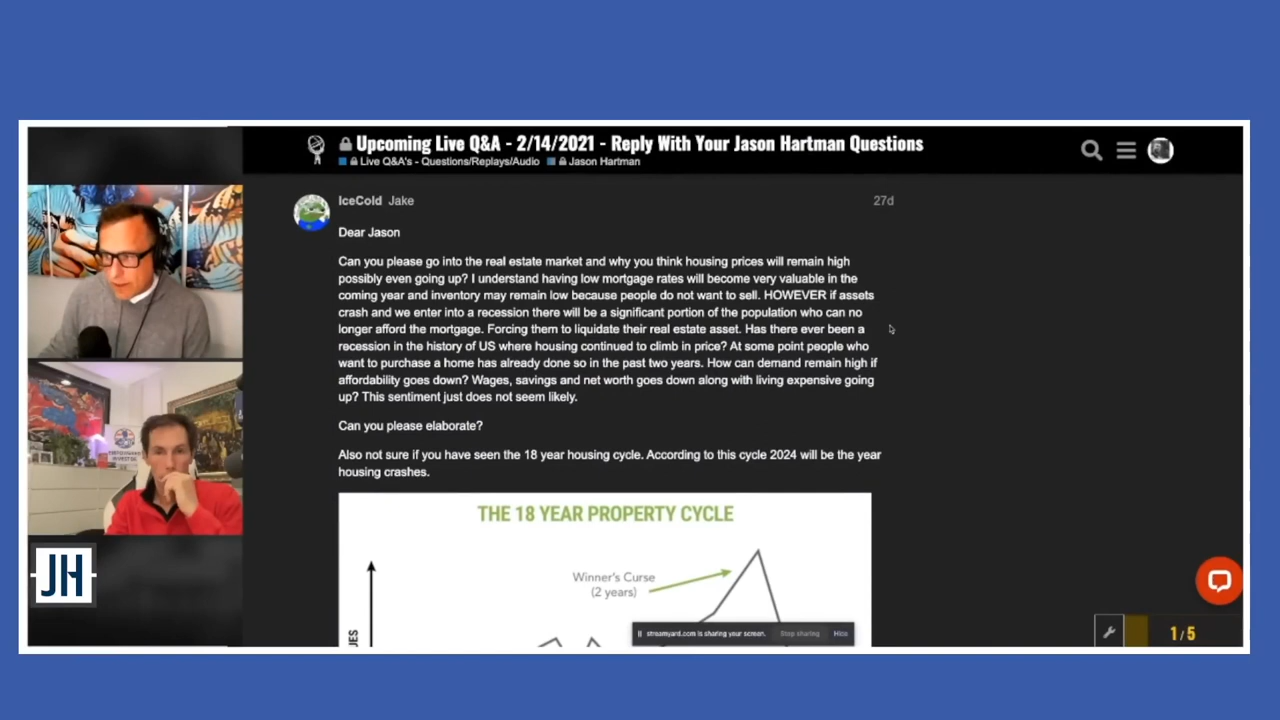 Upcoming Live Q&A - 2/14/2021 - Reply With Your Jason Hartman Questions
Live Q&A's - Questions/Replays/Audio Jason Hartman
IceCold Jake 27d
Dear Jason
Can you please go into the real estate market and why you think housing prices will remain high
possibly even going up? I understand having low mortgage rates will become very valuable in the
coming year and inventory may remain low because people do not want to sell. HOWEVER if assets
crash and we enter into a recession there will be a significant portion of the population who can no
longer afford the mortgage. Forcing them to liquidate their real estate asset. Has there ever been a
recession in the history of US where housing continued to climb in price? At some point people who
want to purchase a home has already done so in the past two years. How can demand remain high if
affordability goes down? Wages, savings and net worth goes down along with living expensive going
up? This sentiment just does not seem likely.
Can you please elaborate?
Also not sure if you have seen the 18 year housing cycle. According to this cycle 2024 will be the year
housing crashes.
THE 18 YEAR PROPERTY CYCLE
Winner's Curse
(2 years)
streamyard.com is sharing your screen. Stop sharing Hide
JH
1/5